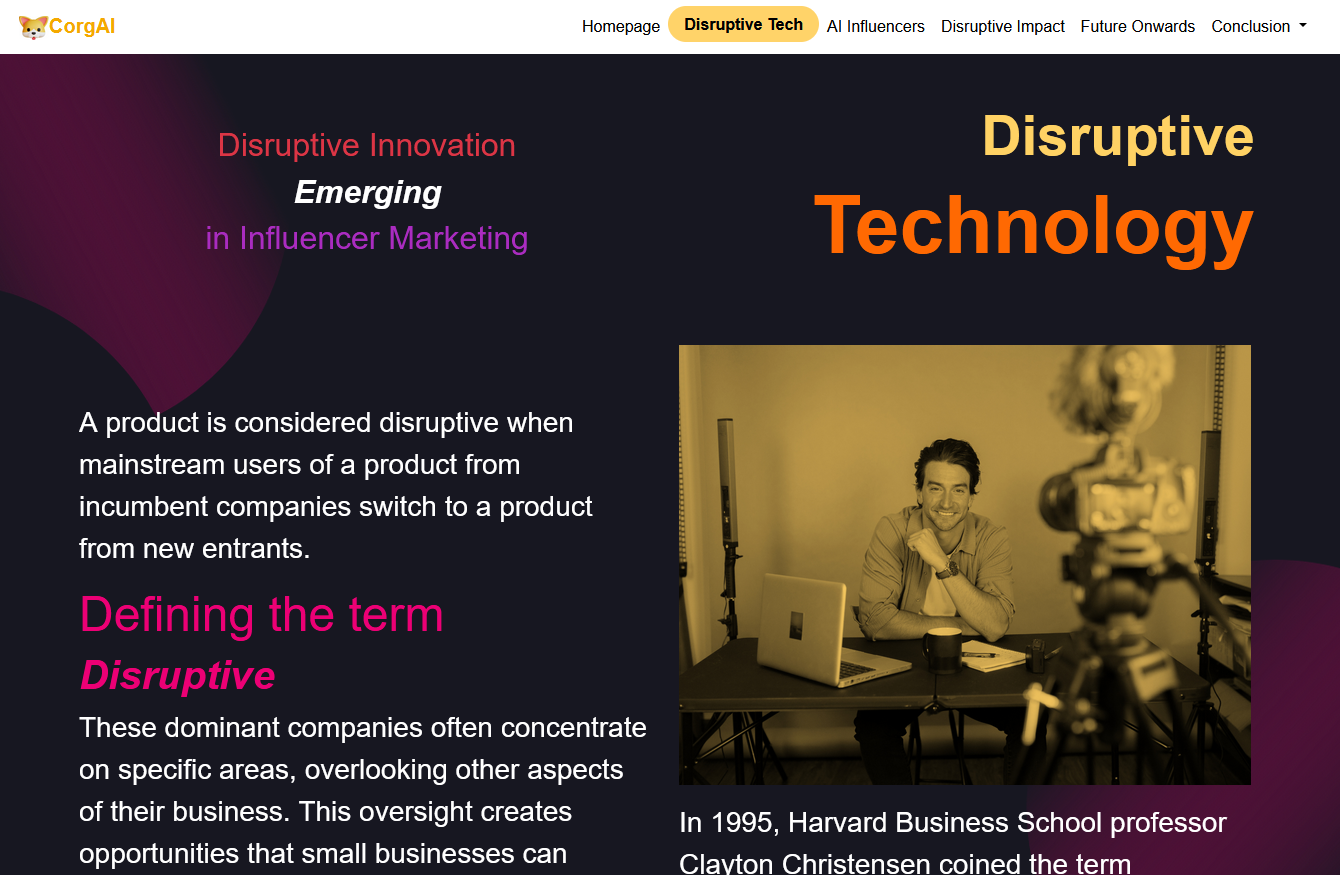 CorgAI
Homepage
Disruptive Tech
AI Influencers
Disruptive Impact
Future Onwards
Conclusion
Disruptive Innovation
Emerging
in Influencer Marketing
Disruptive
Technology
A product is considered disruptive when
mainstream users of a product from
incumbent companies switch to a product
from new entrants.
Defining the term
Disruptive
These dominant companies often concentrate
on specific areas, overlooking other aspects
of their business. This oversight creates
opportunities that small businesses can
In 1995, Harvard Business School professor
Clayton Christensen coined the term